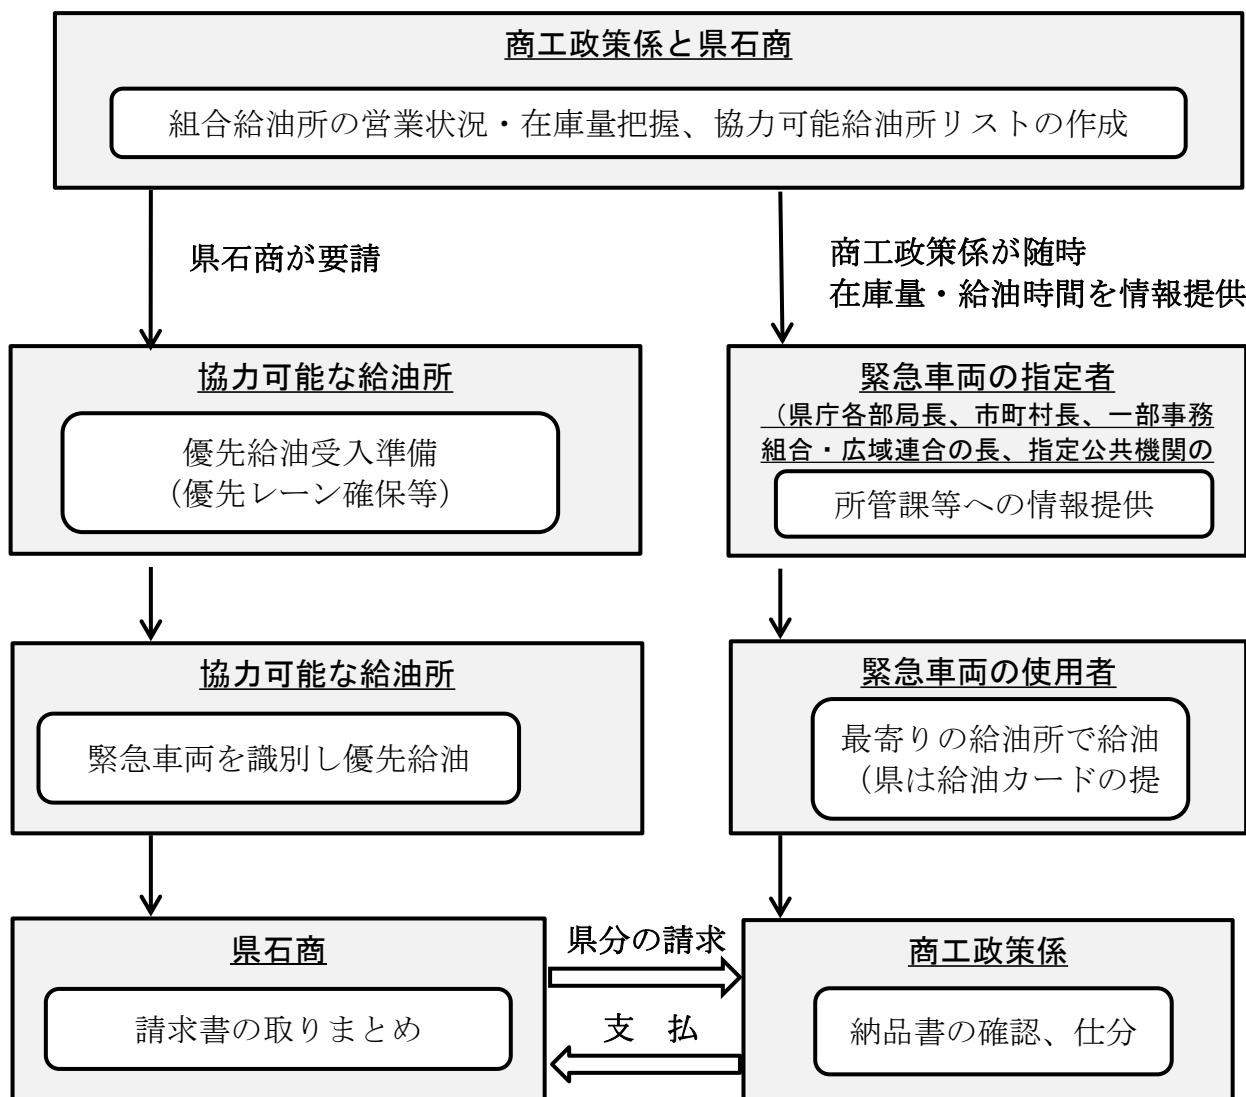 商工政策係と県石商
組合給油所の営業状況・在庫量把握、協力可能給油所リストの作成
県石商が要請
商工政策係が随時
在庫量・給油時間を情報提供
協力可能な給油所
優先給油受入準備
（優先レーン確保等）
緊急車両の指定者
（県庁各部局長、市町村長、一部事務
組合・広域連合の長、指定公共機関の
所管課等への情報提供
協力可能な給油所
緊急車両を識別し優先給油
緊急車両の使用者
最寄りの給油所で給油
（県は給油カードの提
県石商
請求書の取りまとめ
県分の請求
支　払
商工政策係
納品書の確認、仕分